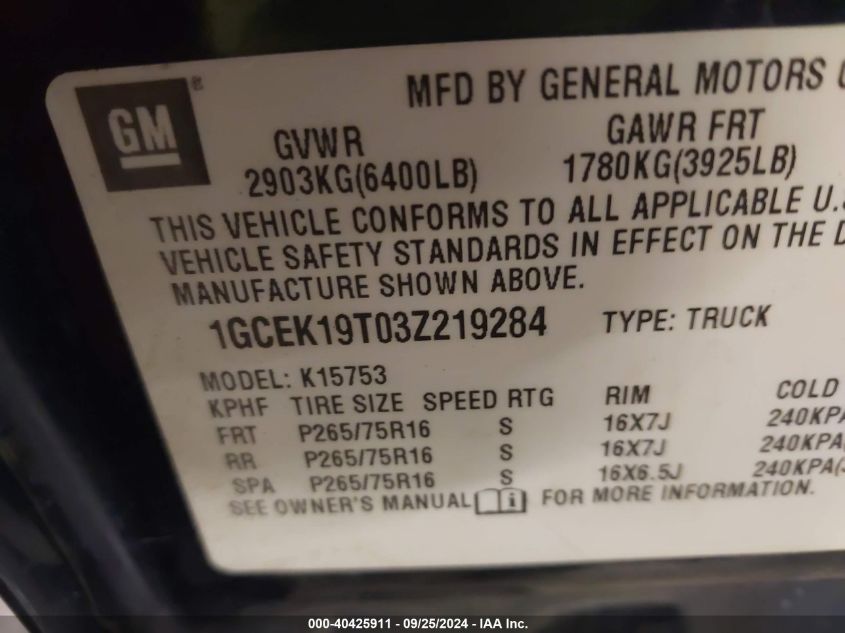 MFD BY GENERAL MOTORS
GM ®
GVWR GAWR FRT
2903KG(6400LB) 1780KG(3925LB)
THIS VEHICLE CONFORMS TO ALL APPLICABLE U.S
VEHICLE SAFETY STANDARDS IN EFFECT ON THE D
MANUFACTURE SHOWN ABOVE.
1GCEK19T03Z219284 TYPE: TRUCK
MODEL: K15753
KPHF TIRE SIZE SPEED RTG RIM COLD
FRT P265/75R16 S 16X7J 240KPA
RR P265/75R16 S 16X7J 240KPA(
SPA P265/75R16 S 16X6.5J 240KPA(
SEE OWNER'S MANUAL i FOR MORE INFORMATION.
000-40425911 - 09/25/2024 - IAA Inc.